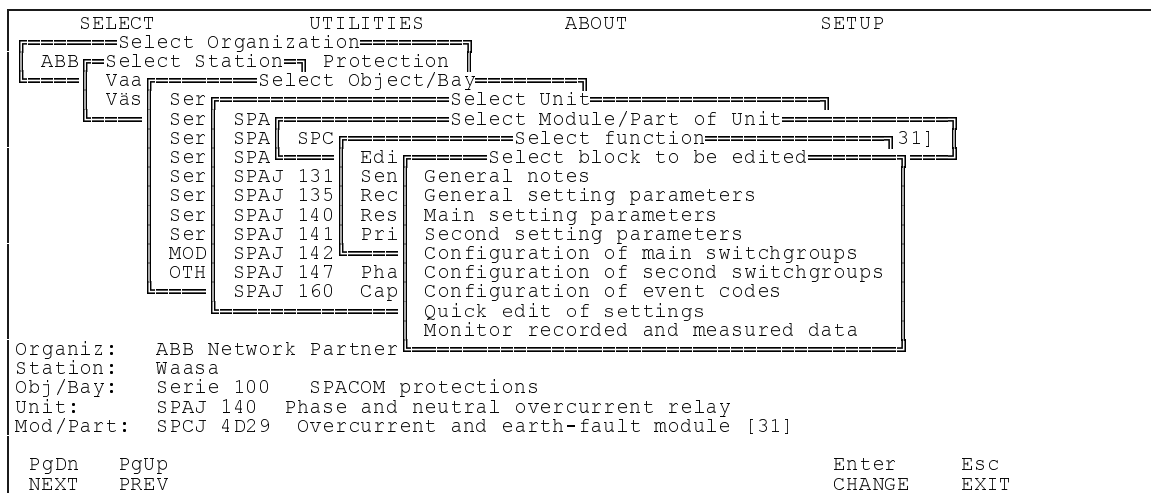 SELECT UTILITIES ABOUT SETUP
Select Organization
ABB Select Station Protection
Vaa Select Object/Bay
Väs Ser Select Unit
Ser SPA Select Module/Part of Unit
Ser SPA SPC Select function 31]
Ser SPA Edi Select block to be edited
Ser SPAJ 131 Sen General notes
Ser SPAJ 135 Rec General setting parameters
Ser SPAJ 140 Res Main setting parameters
Ser SPAJ 141 Pri Second setting parameters
MOD SPAJ 142 Configuration of main switchgroups
OTH SPAJ 147 Pha Configuration of second switchgroups
SPAJ 160 Cap Configuration of event codes
Quick edit of settings
Monitor recorded and measured data
Organiz: ABB Network Partner
Station: Waasa
Obj/Bay: Serie 100 SPACOM protections
Unit: SPAJ 140 Phase and neutral overcurrent relay
Mod/Part: SPCJ 4D29 Overcurrent and earth-fault module [31]
PgDn PgUp Enter Esc
NEXT PREV CHANGE EXIT